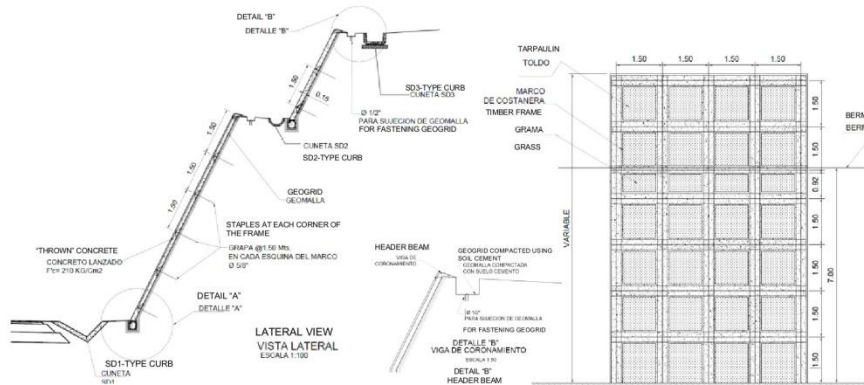 DETAIL "B"
DETALLE "B"
1.50
0.15
SD3-TYPE CURB
CUNETA SD3
Ø 1/2"
PARA SUJECION DE GEOMALLA
FOR FASTENING GEOGRID
1.50
CUNETA SD2
SD2-TYPE CURB
1.50
GEOGRID
GEOMALLA
1.50
STAPLES AT EACH CORNER OF
THE FRAME
GRAPA @1.50 Mts.
EN CADA ESQUINA DEL MARCO
Ø 5/8"
"THROWN" CONCRETE
CONCRETO LANZADO
F'c= 210 KG/Cm2
DETAIL "A"
DETALLE "A"
LATERAL VIEW
VISTA LATERAL
ESCALA 1:100
SD1-TYPE CURB
CUNETA
SD1
HEADER BEAM
VIGA DE
CORONAMIENTO
GEOGRID COMPACTED USING
SOIL CEMENT
GEOMALLA COMPACTADA
CON SUELO CEMENTO
PARA SUJECION DE GEOMALLA
FOR FASTENING GEOGRID
DETALLE "B"
VIGA DE CORONAMIENTO
DETAIL "B"
HEADER BEAM
TARPAULIN
TOLDO
MARCO
DE COSTANERA
TIMBER FRAME
GRAMA
GRASS
VARIABLE
1.50
1.50
1.50
1.50
1.50
1.50
0.92
1.50
1.50
1.50
1.50
7.00
BERM
BERM